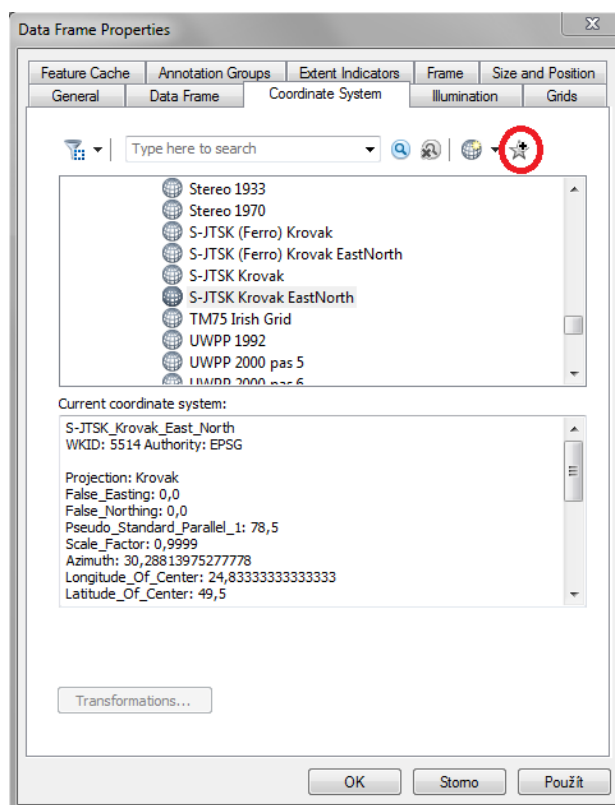 Data Frame Properties
Feature Cache Annotation Groups Extent Indicators Frame Size and Position
General Data Frame Coordinate System Illumination Grids
Type here to search
Stereo 1933
Stereo 1970
S-JTSK (Ferro) Krovak
S-JTSK (Ferro) Krovak EastNorth
S-JTSK Krovak
S-JTSK Krovak EastNorth
TM75 Irish Grid
UWPP 1992
UWPP 2000 pas 5
UWPP 2000 pas 6
Current coordinate system:
S-JTSK_Krovak_East_North
WKID: 5514 Authority: EPSG
Projection: Krovak
False_Easting: 0,0
False_Northing: 0,0
Pseudo_Standard_Parallel_1: 78,5
Scale_Factor: 0,9999
Azimuth: 30,28813975277778
Longitude_Of_Center: 24,83333333333333
Latitude_Of_Center: 49,5
Transformations...
OK Storno Použít